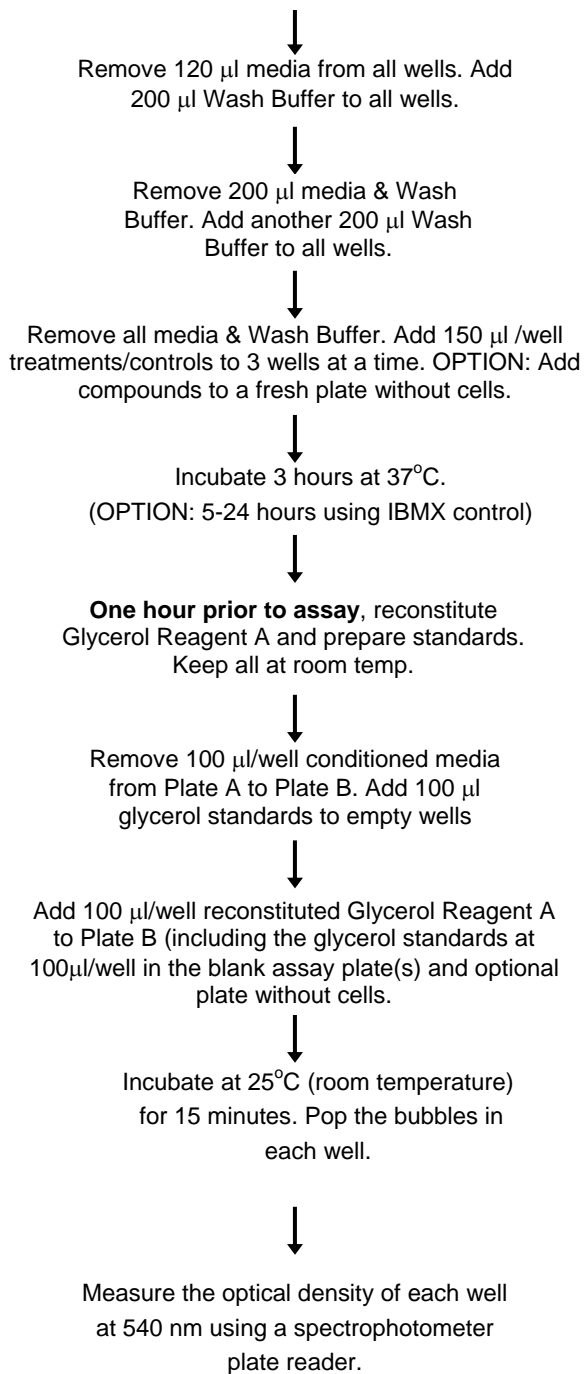 Remove 120 μl media from all wells. Add
200 μl Wash Buffer to all wells.
Remove 200 μl media & Wash
Buffer. Add another 200 μl Wash
Buffer to all wells.
Remove all media & Wash Buffer. Add 150 μl /well
treatments/controls to 3 wells at a time. OPTION: Add
compounds to a fresh plate without cells.
Incubate 3 hours at 37°C.
(OPTION: 5-24 hours using IBMX control)
One hour prior to assay, reconstitute
Glycerol Reagent A and prepare standards.
Keep all at room temp.
Remove 100 μl/well conditioned media
from Plate A to Plate B. Add 100 μl
glycerol standards to empty wells
Add 100 μl/well reconstituted Glycerol Reagent A
to Plate B (including the glycerol standards at
100μl/well in the blank assay plate(s) and optional
plate without cells.
Incubate at 25°C (room temperature)
for 15 minutes. Pop the bubbles in
each well.
Measure the optical density of each well
at 540 nm using a spectrophotometer
plate reader.